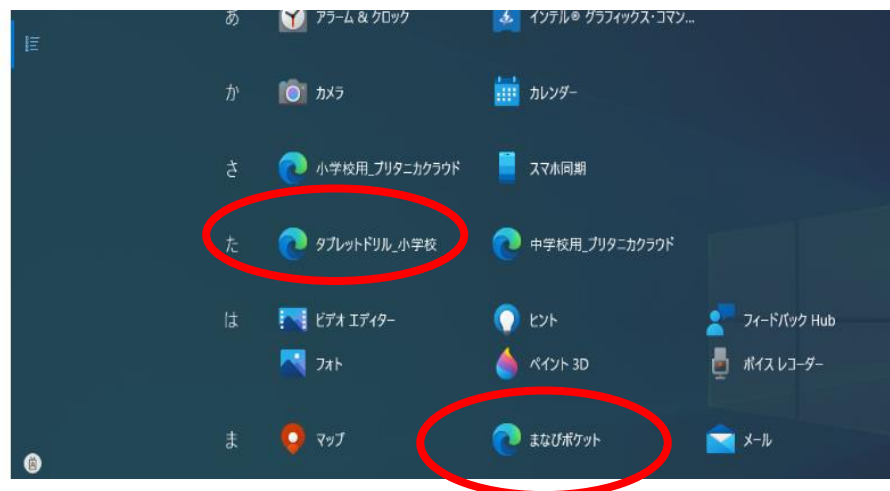 あ アラーム & クロック インテル® グラフィックス・コマン...
か カメラ カレンダー
さ 小学校用_ブリタニカクラウド スマホ同期
た タブレットドリル_小学校 中学校用_ブリタニカクラウド
は ビデオ エディター ヒント フィードバック Hub
フォト ペイント 3D ボイス レコーダー
ま マップ まなびポケット メール